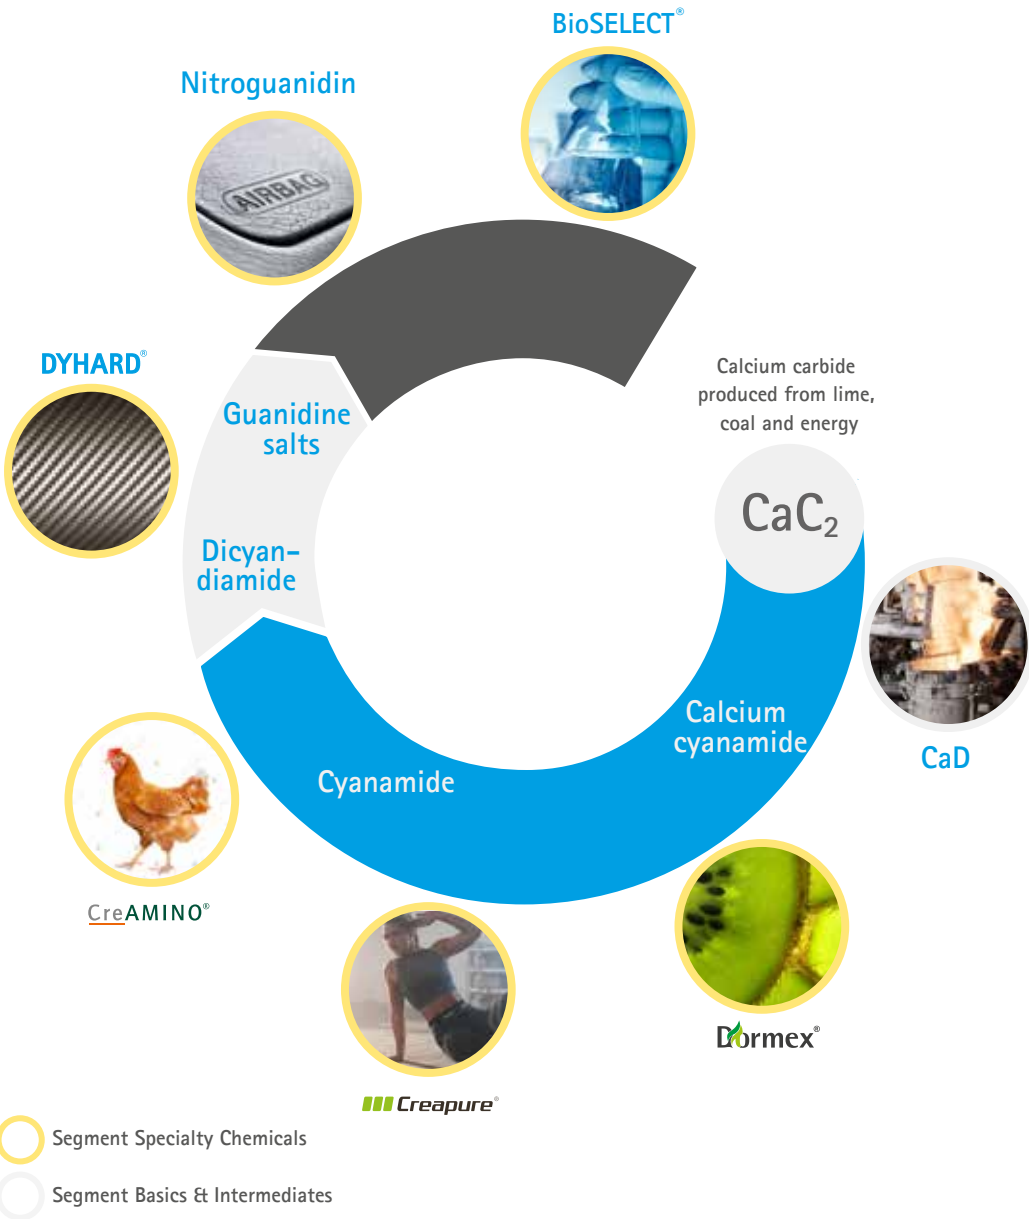 BioSELECT®
Nitroguanidin
AIRBAG
DYHARD®
Calcium carbide
produced from lime,
coal and energy
Guanidine
salts
CaC₂
Dicyan-
diamide
Calcium
cyanamide
CaD
Cyanamide
CreAMINO®
Dormex®
Creapure®
Segment Specialty Chemicals
Segment Basics & Intermediates